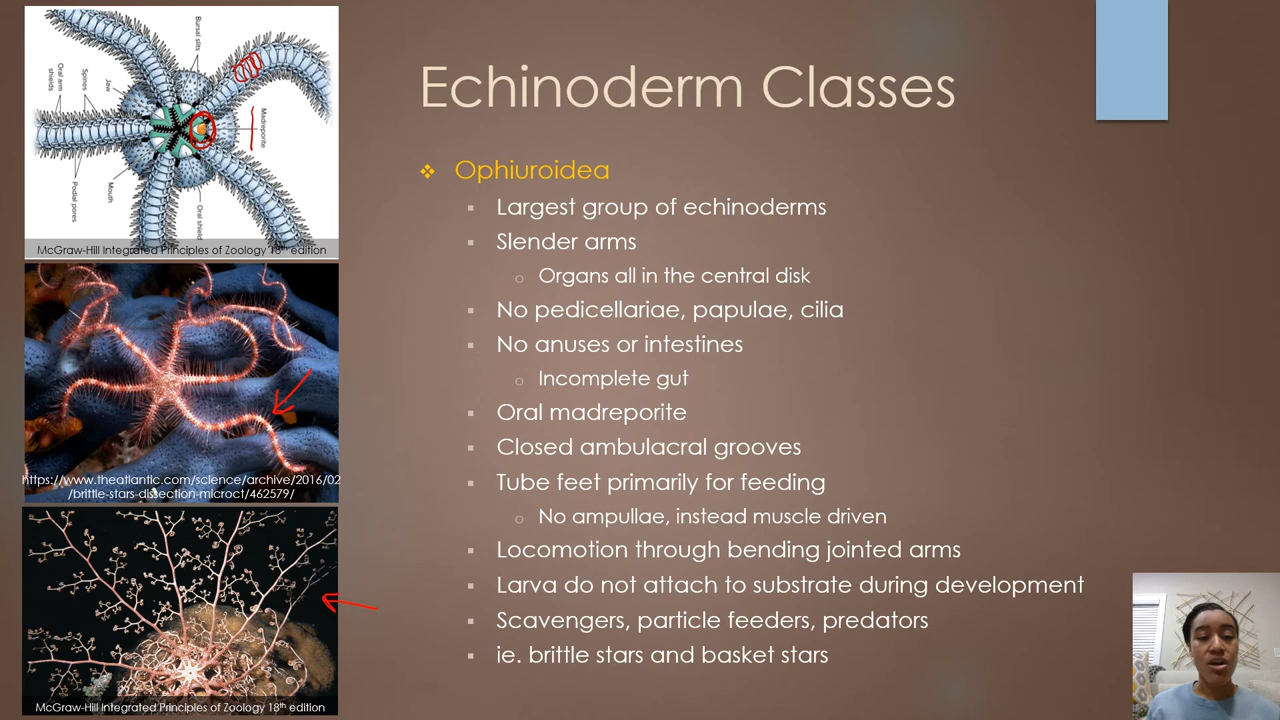 Bursal slits
Oral arm
shields
Spines
Jaw
Madreporite
Podial pores
Mouth
Oral shield
McGraw-Hill Integrated Principles of Zoology 18th edition
https://www.theatlantic.com/science/archive/2016/02
/brittle-stars-dissection-microct/462579/
McGraw-Hill Integrated Principles of Zoology 18th edition
Echinoderm Classes
❖ Ophiuroidea
▪ Largest group of echinoderms
▪ Slender arms
o Organs all in the central disk
▪ No pedicellariae, papulae, cilia
▪ No anuses or intestines
o Incomplete gut
▪ Oral madreporite
▪ Closed ambulacral grooves
▪ Tube feet primarily for feeding
o No ampullae, instead muscle driven
▪ Locomotion through bending jointed arms
▪ Larva do not attach to substrate during development
▪ Scavengers, particle feeders, predators
▪ ie. brittle stars and basket stars